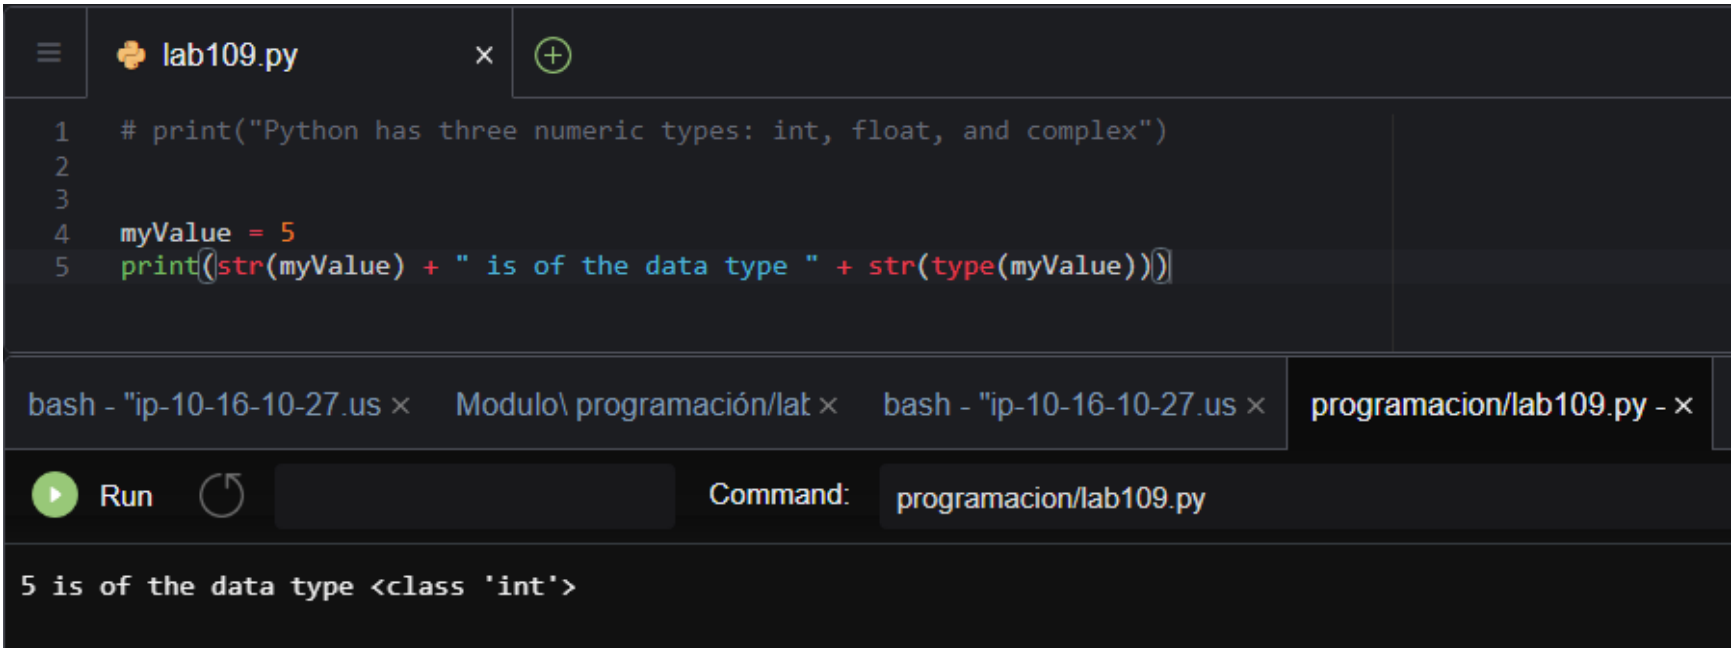 lab109.py ×
1 # print("Python has three numeric types: int, float, and complex")
2
3
4 myValue = 5
5 print(str(myValue) + " is of the data type " + str(type(myValue)))
bash - "ip-10-16-10-27.us × Modulo\ programación/lab × bash - "ip-10-16-10-27.us × programacion/lab109.py - ×
Run Command: programacion/lab109.py
5 is of the data type <class 'int'>